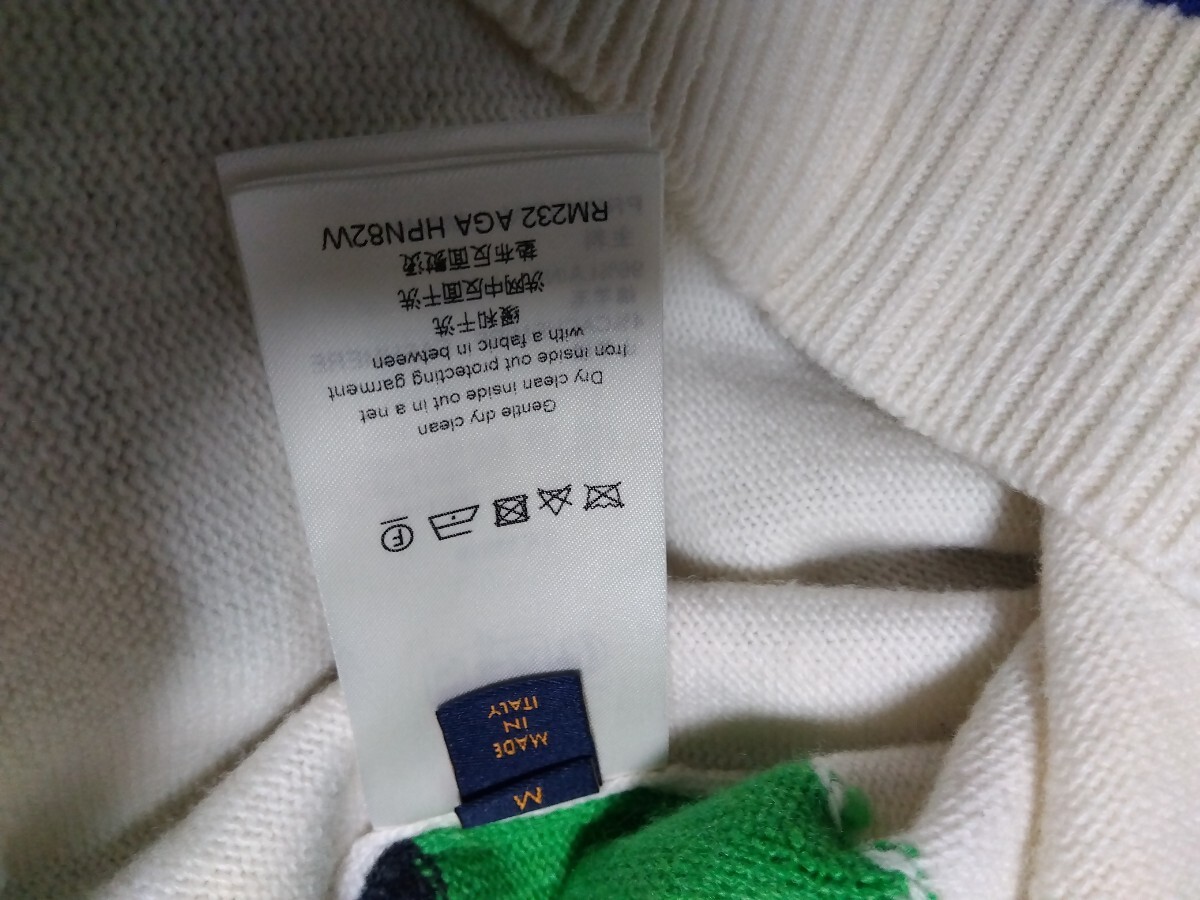 M
MADE
IN
ITALY
F
Gentle dry clean
Dry clean inside out in a net
Iron inside out protecting garment
with a fabric in between
缓和干洗
洗网中反面干洗
垫布反面熨烫
RM232 AGA HPN82W